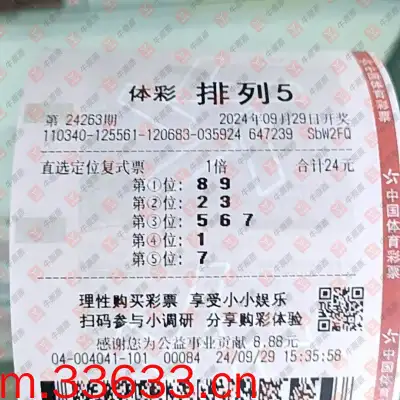 体彩 排列5
第 24263期 2024年09月29日开奖
110340-125561-120683-035924 647239 SbW2FQ
直选定位复式票 1倍 合计24元
第①位: 8 9
第②位: 2 3
第③位: 5 6 7
第④位: 1
第⑤位: 7
理性购买彩票 享受小小娱乐
扫码参与小调研 分享购彩体验
感谢您为公益事业贡献 8.88元
04-004041-101 00084 24/09/29 15:35:58
m.33633.cn
中国体育彩票